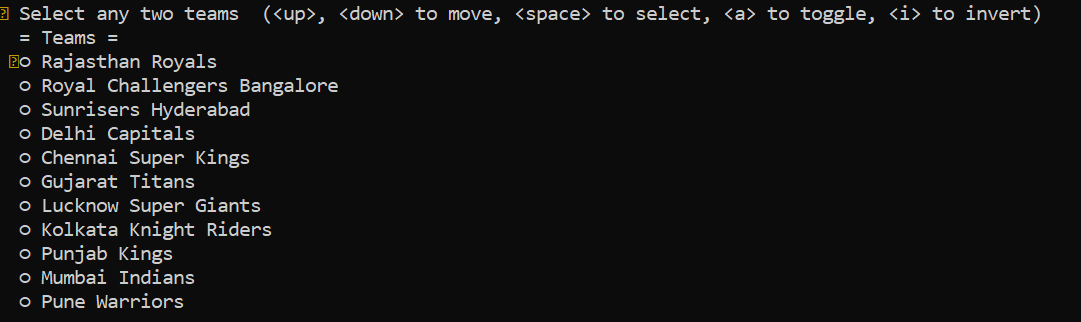 Select any two teams (<up>, <down> to move, <space> to select, <a> to toggle, <i> to invert)
= Teams =
○ Rajasthan Royals
○ Royal Challengers Bangalore
○ Sunrisers Hyderabad
○ Delhi Capitals
○ Chennai Super Kings
○ Gujarat Titans
○ Lucknow Super Giants
○ Kolkata Knight Riders
○ Punjab Kings
○ Mumbai Indians
○ Pune Warriors